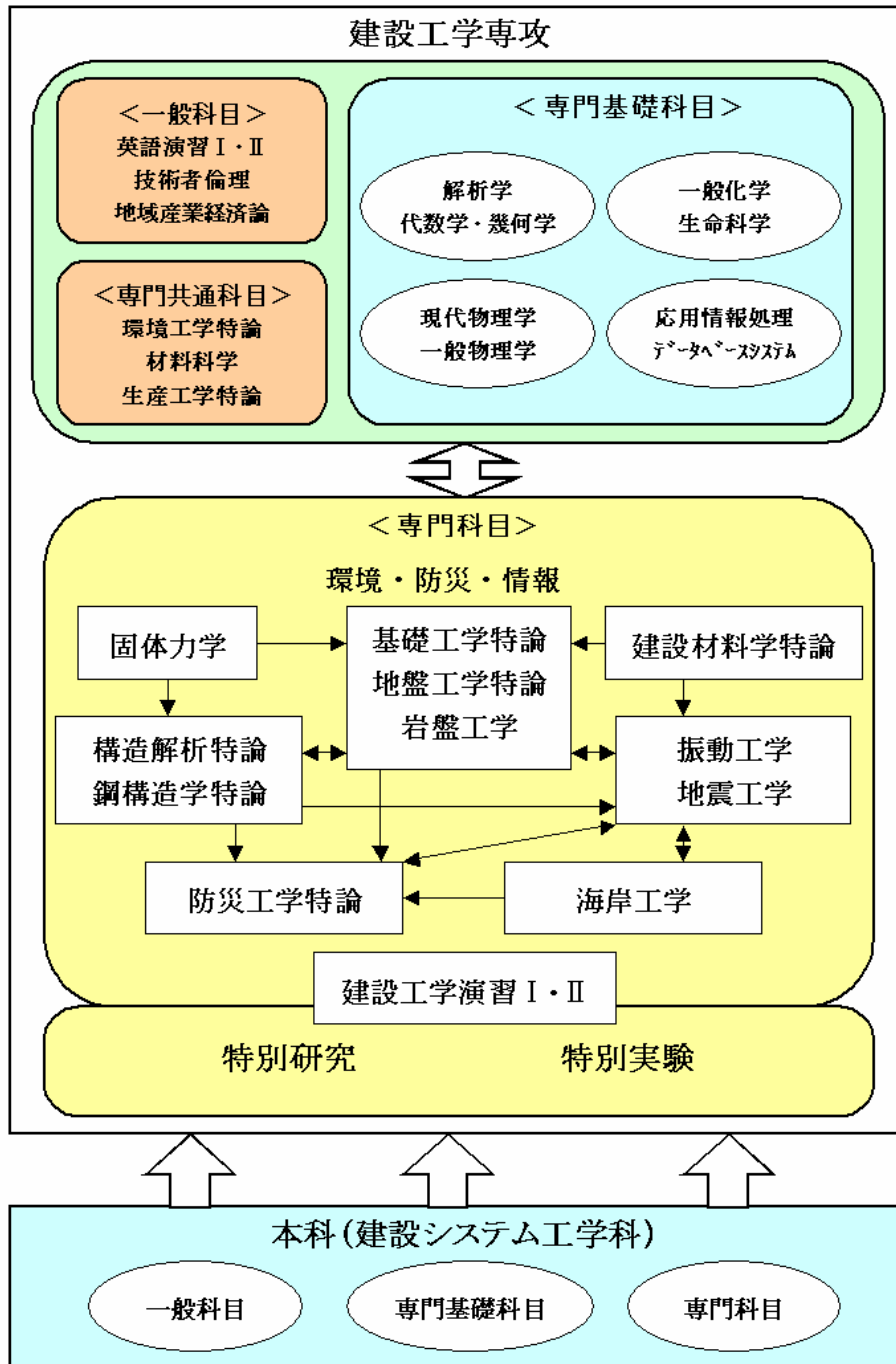 建設工学専攻
＜一般科目＞
英語演習Ⅰ・Ⅱ
技術者倫理
地域産業経済論
＜専門共通科目＞
環境工学特論
材料科学
生産工学特論
＜専門基礎科目＞
解析学
代数学・幾何学
一般化学
生命科学
現代物理学
一般物理学
応用情報処理
ﾃﾞｰﾀﾍﾞｰｽｼｽﾃﾑ
＜専門科目＞
環境・防災・情報
固体力学
基礎工学特論
地盤工学特論
岩盤工学
建設材料学特論
構造解析特論
鋼構造学特論
振動工学
地震工学
防災工学特論
海岸工学
建設工学演習Ⅰ・Ⅱ
特別研究
特別実験
本科(建設システム工学科)
一般科目
専門基礎科目
専門科目